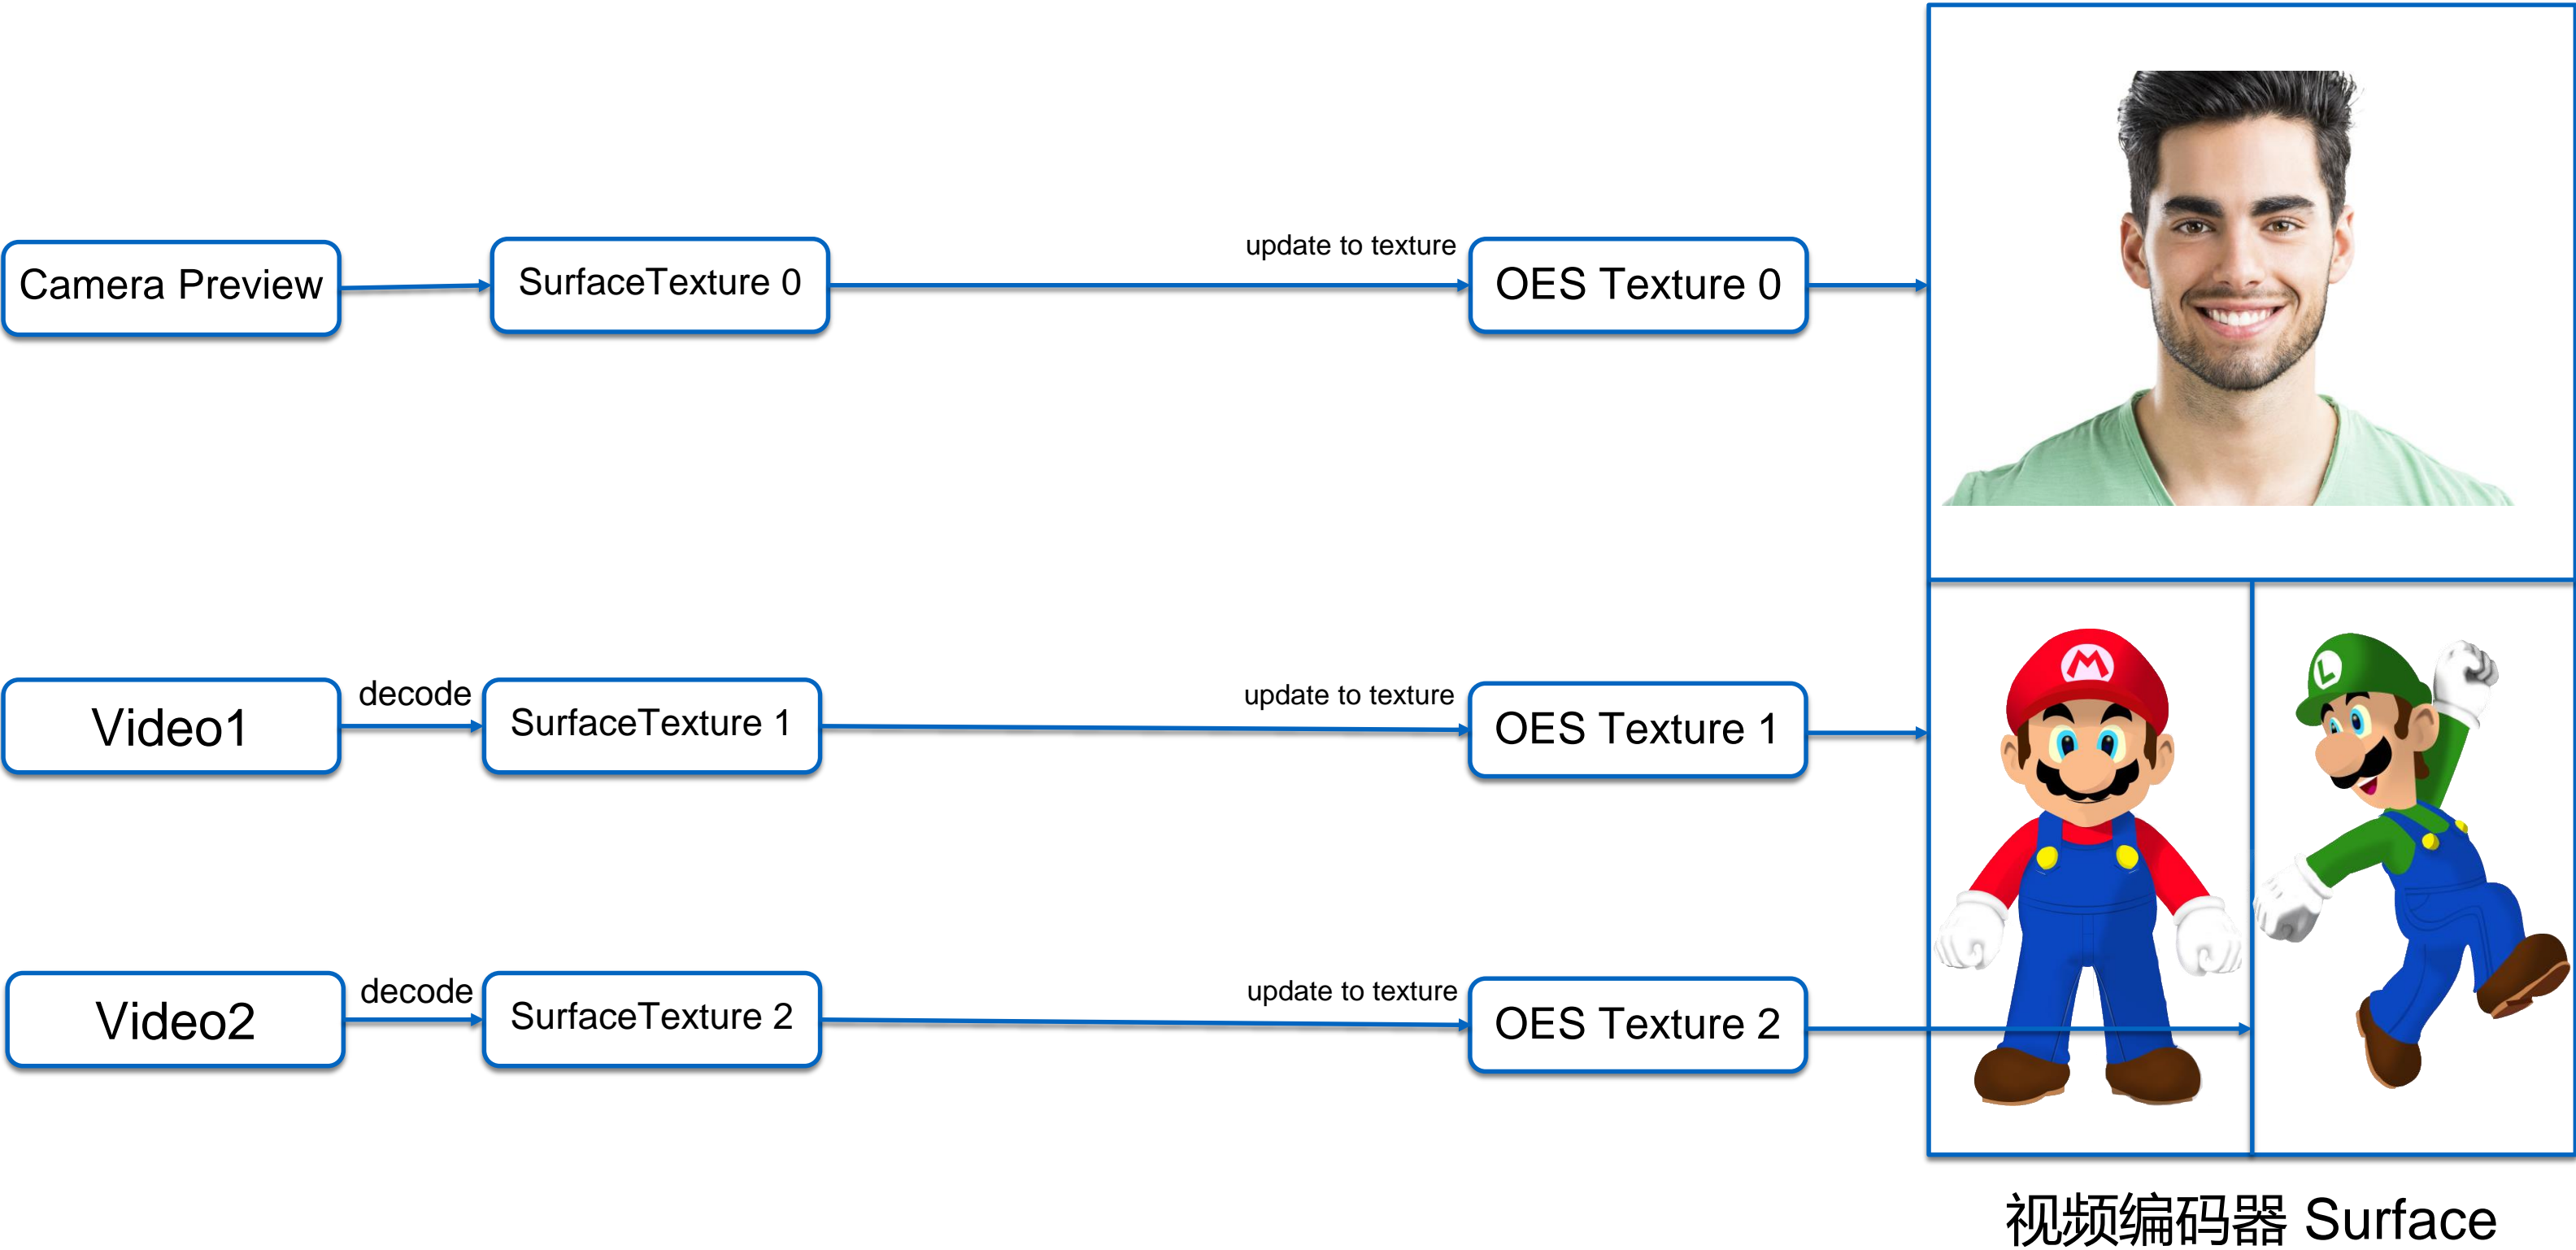 Camera Preview
SurfaceTexture 0
update to texture
OES Texture 0
Video1
decode
SurfaceTexture 1
update to texture
OES Texture 1
M
L
Video2
decode
SurfaceTexture 2
update to texture
OES Texture 2
视频编码器 Surface